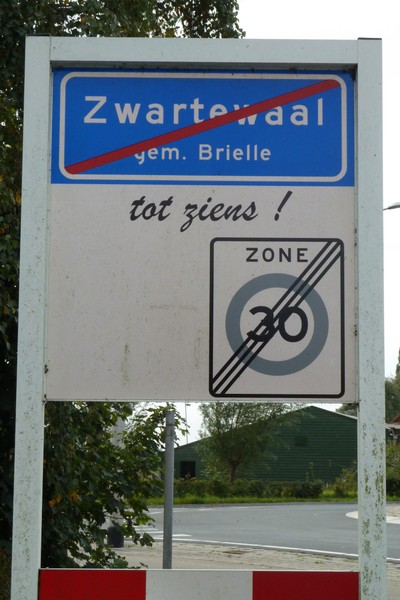 Zwartewaal
gem. Brielle
tot ziens !
ZONE
30